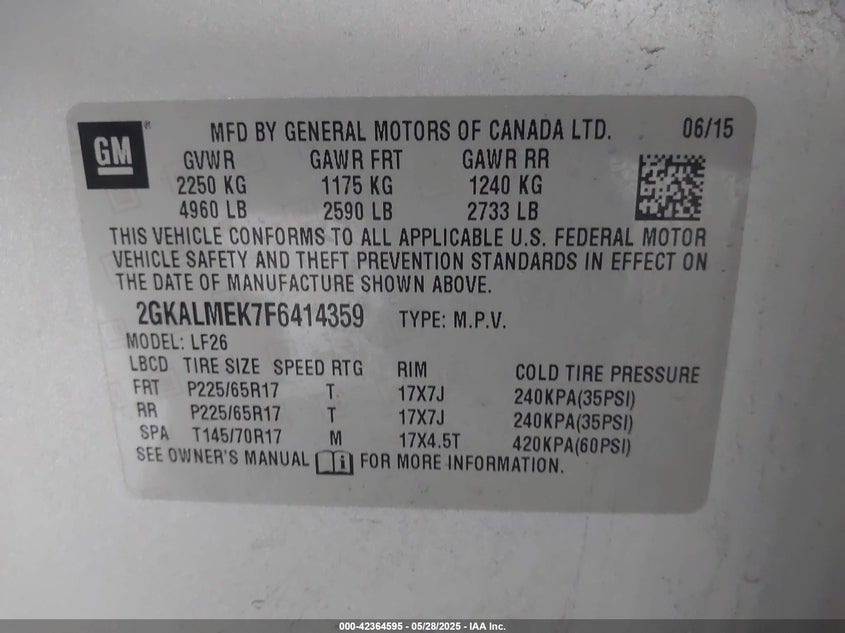 GM ® MFD BY GENERAL MOTORS OF CANADA LTD. 06/15
GVWR GAWR FRT GAWR RR
2250 KG 1175 KG 1240 KG
4960 LB 2590 LB 2733 LB
THIS VEHICLE CONFORMS TO ALL APPLICABLE U.S. FEDERAL MOTOR
VEHICLE SAFETY AND THEFT PREVENTION STANDARDS IN EFFECT ON
THE DATE OF MANUFACTURE SHOWN ABOVE.
2GKALMEK7F6414359 TYPE: M.P.V.
MODEL: LF26
LBCD TIRE SIZE SPEED RTG RIM COLD TIRE PRESSURE
FRT P225/65R17 T 17X7J 240KPA(35PSI)
RR P225/65R17 T 17X7J 240KPA(35PSI)
SPA T145/70R17 M 17X4.5T 420KPA(60PSI)
SEE OWNER'S MANUAL FOR MORE INFORMATION.
000-42364595 - 05/28/2025 - IAA Inc.